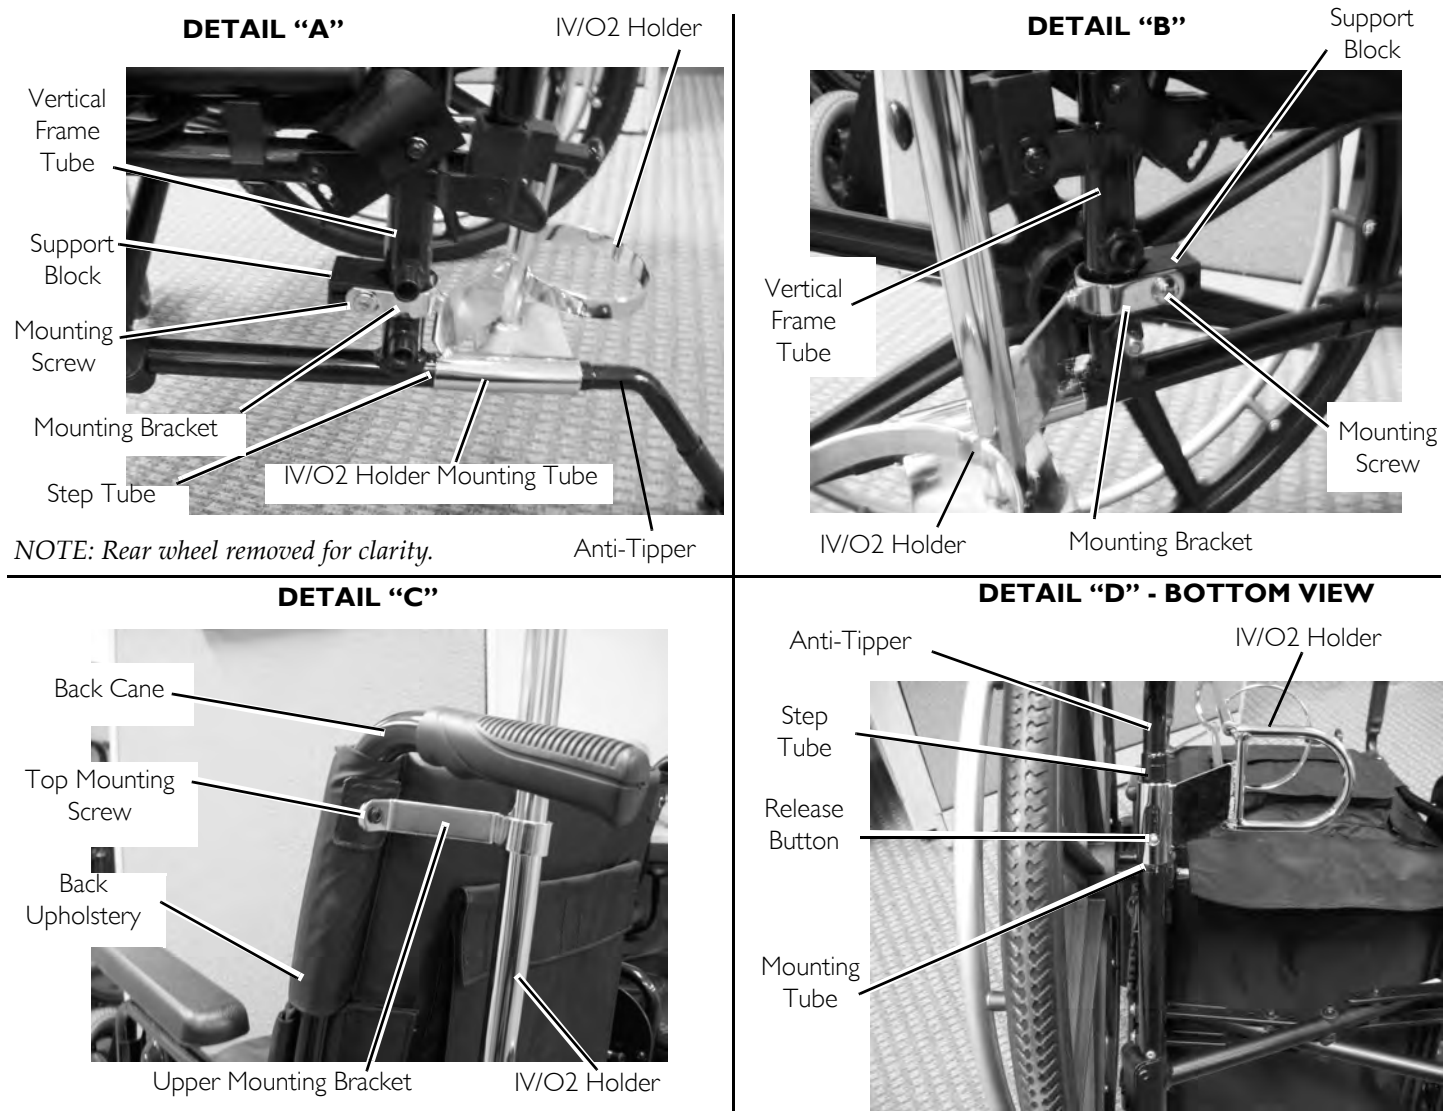 DETAIL “A”
IV/O2 Holder
Vertical
Frame
Tube
Support
Block
Mounting
Screw
Mounting Bracket
Step Tube
IV/O2 Holder Mounting Tube
Anti-Tipper
NOTE: Rear wheel removed for clarity.
DETAIL “B”
Support
Block
Vertical
Frame
Tube
Mounting
Screw
IV/O2 Holder
Mounting Bracket
DETAIL “C”
Back Cane
Top Mounting
Screw
Back
Upholstery
Upper Mounting Bracket
IV/O2 Holder
DETAIL “D” - BOTTOM VIEW
Anti-Tipper
IV/O2 Holder
Step
Tube
Release
Button
Mounting
Tube